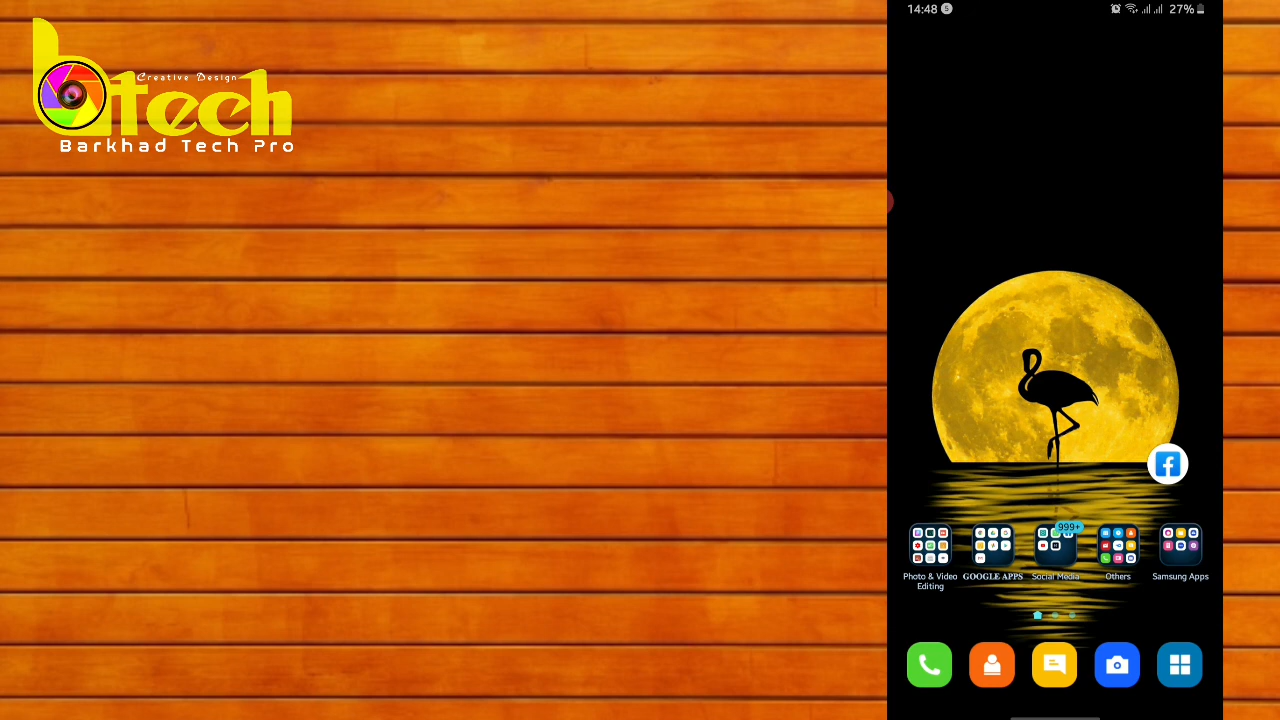 Creative Design
btech
Barkhad Tech Pro
14:48
27%
999+
Photo & Video
Editing
GOOGLE APPS
Social Media
Others
Samsung Apps